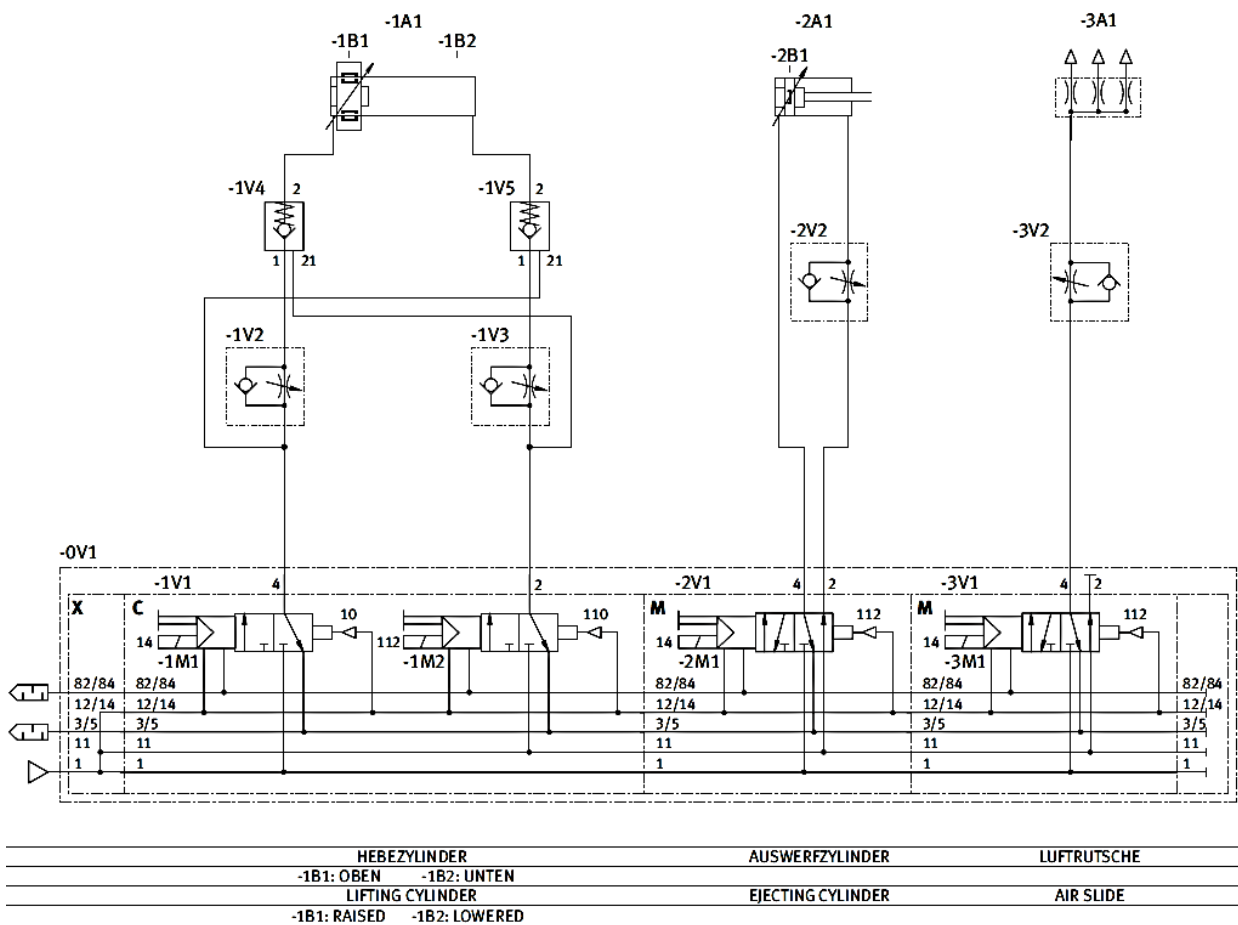 -1A1 -2A1 -3A1
-1B1 -1B2 -2B1
-1V4 2 -1V5 2
-2V2 -3V2
1 21 1 21
-1V2 -1V3
-0V1
-1V1 4 2 -2V1 4 2 -3V1 4 2
X C 10 110 M 112 M 112
14 112 14 14
-1M1 -1M2 -2M1 -3M1
82/84 82/84 82/84 82/84 82/84
12/14 12/14 12/14 12/14 12/14
3/5 3/5 3/5 3/5 3/5
11 11 11 11 11
1 1 1 1 1
HEBEZYLINDER AUSWERFZYLINDER LUFTRUTSCHE
-1B1: OBEN -1B2: UNTEN
LIFTING CYLINDER EJECTING CYLINDER AIR SLIDE
-1B1: RAISED -1B2: LOWERED